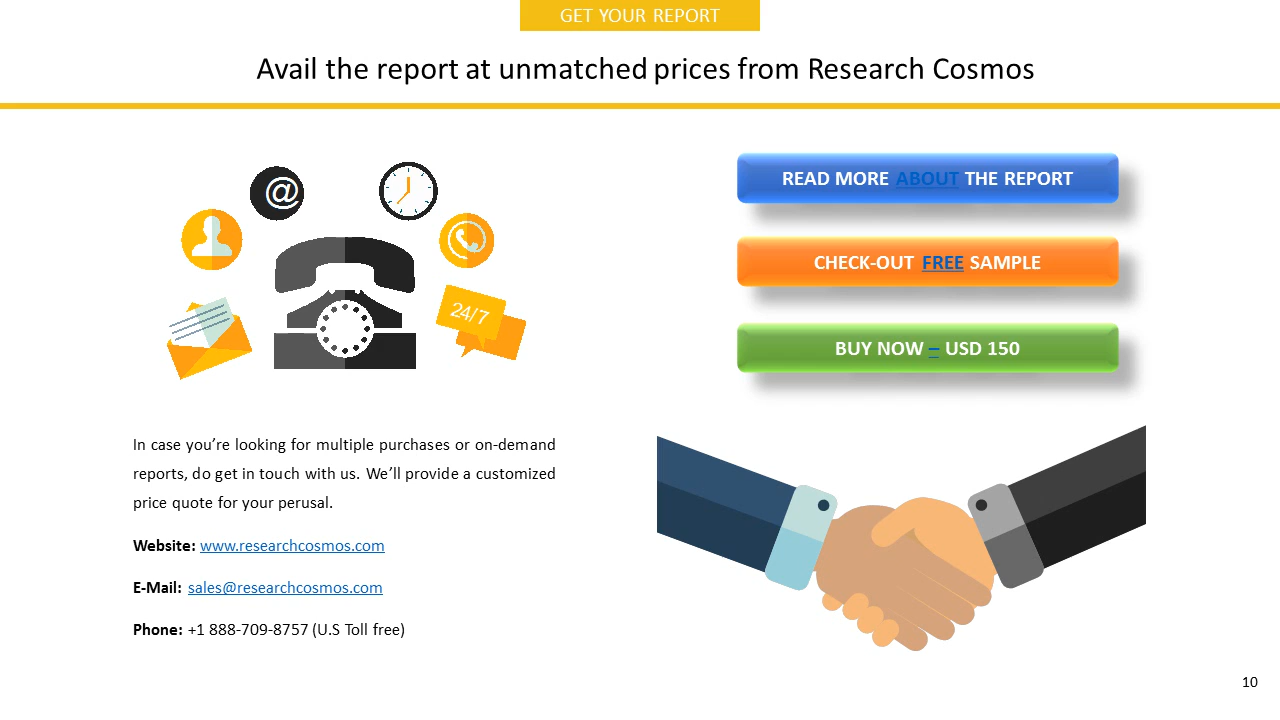 GET YOUR REPORT
Avail the report at unmatched prices from Research Cosmos
@
24/7
READ MORE ABOUT THE REPORT
CHECK-OUT FREE SAMPLE
BUY NOW – USD 150
In case you’re looking for multiple purchases or on-demand
reports, do get in touch with us. We’ll provide a customized
price quote for your perusal.
Website: www.researchcosmos.com
E-Mail: sales@researchcosmos.com
Phone: +1 888-709-8757 (U.S Toll free)
10